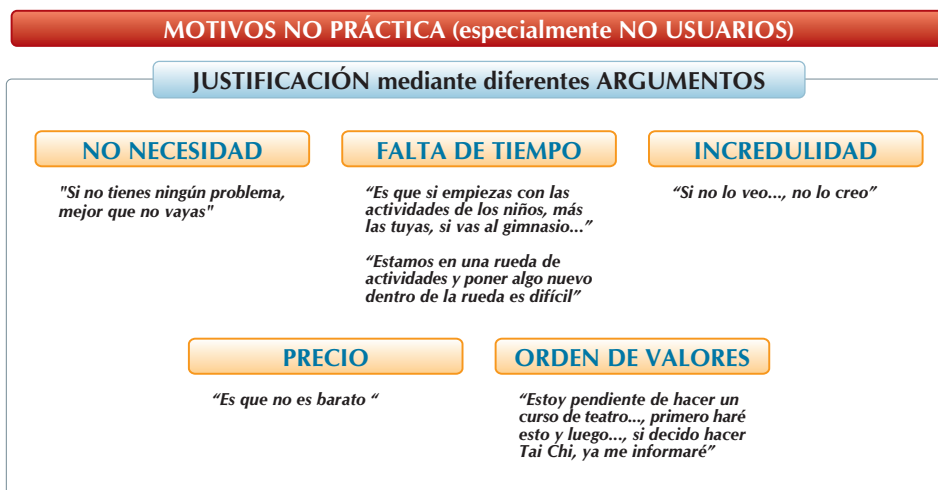 MOTIVOS NO PRÁCTICA (especialmente NO USUARIOS)
JUSTIFICACIÓN mediante diferentes ARGUMENTOS
NO NECESIDAD
"Si no tienes ningún problema,
mejor que no vayas"
FALTA DE TIEMPO
“Es que si empiezas con las
actividades de los niños, más
las tuyas, si vas al gimnasio...”
“Estamos en una rueda de
actividades y poner algo nuevo
dentro de la rueda es difícil”
INCREDULIDAD
“Si no lo veo..., no lo creo”
PRECIO
“Es que no es barato “
ORDEN DE VALORES
“Estoy pendiente de hacer un
curso de teatro..., primero haré
esto y luego..., si decido hacer
Tai Chi, ya me informaré”